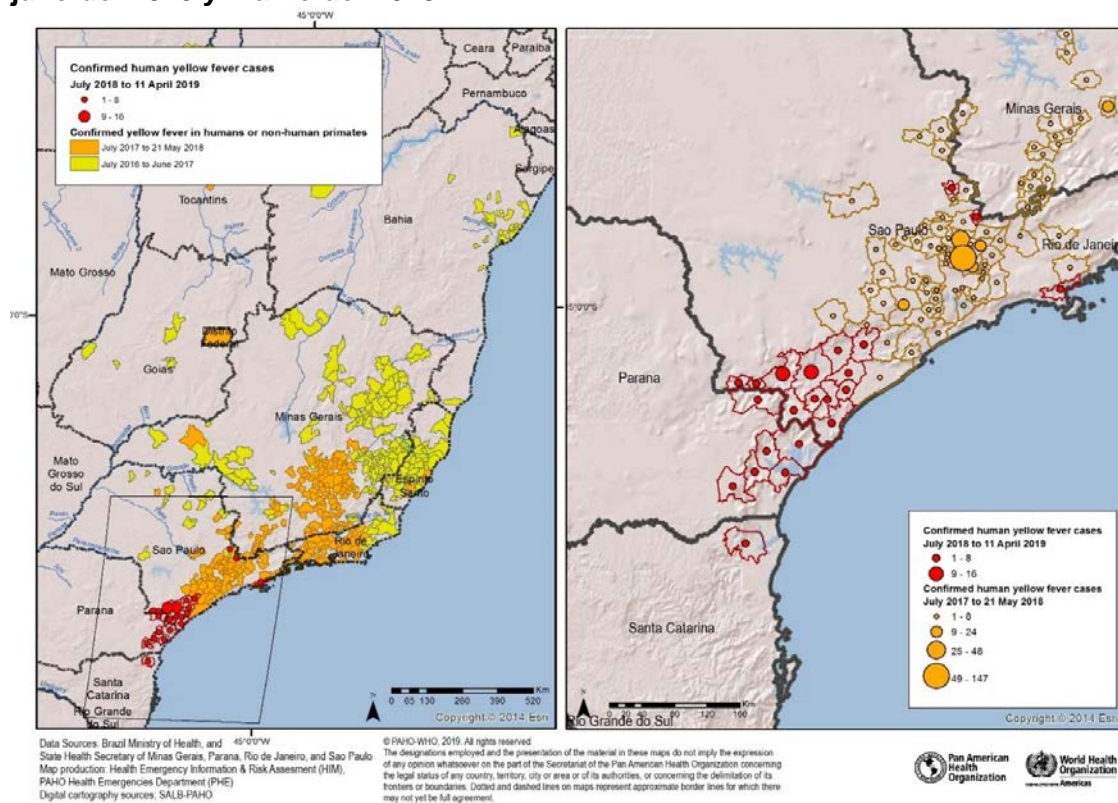 45°0'0"W
Confirmed human yellow fever cases
July 2018 to 11 April 2019
1 - 8
9 - 16
Confirmed yellow fever in humans or non-human primates
July 2017 to 21 May 2018
July 2016 to June 2017
Ceara
Paraiba
Pernambuco
Alagoas
Sergipe
Tocantins
Bahia
Mato Grosso
Distrito
Federal
Goias
Minas Gerais
Mato
Grosso
do Sul
Espirito
Santo
Sao Paulo
Rio de
Janeiro
Parana
Santa
Catarina
Rio Grande
do Sul
N
Km
0 65 130 260 390 520
Copyright:© 2014 Esri
45°0'0"W
Minas Gerais
Sao Paulo
Rio de Janeiro
Parana
Santa Catarina
Rio Grande do Sul
Confirmed human yellow fever cases
July 2018 to 11 April 2019
1 - 8
9 - 16
Confirmed human yellow fever cases
July 2017 to 21 May 2018
1 - 8
9 - 24
25 - 48
49 - 147
N
Km
0 20 40 80 120 160
Copyright:© 2014 Esri
Data Sources: Brazil Ministry of Health, and
State Health Secretary of Minas Gerais, Parana, Rio de Janeiro, and Sao Paulo
Map production: Health Emergency Information & Risk Assesment (HIM),
PAHO Health Emergencies Department (PHE)
Digital cartography sources: SALB-PAHO
© PAHO-WHO, 2019. All rights reserved
The designations employed and the presentation of the material in these maps do not imply the expression
of any opinion whatsoever on the part of the Secretariat of the Pan American Health Organization concerning
the legal status of any country, territory, city or area or of its authorities, or concerning the delimitation of its
frontiers or boundaries. Dotted and dashed lines on maps represent approximate border lines for which there
may not yet be full agreement.
Pan American
Health
Organization
World Health
Organization
Americas